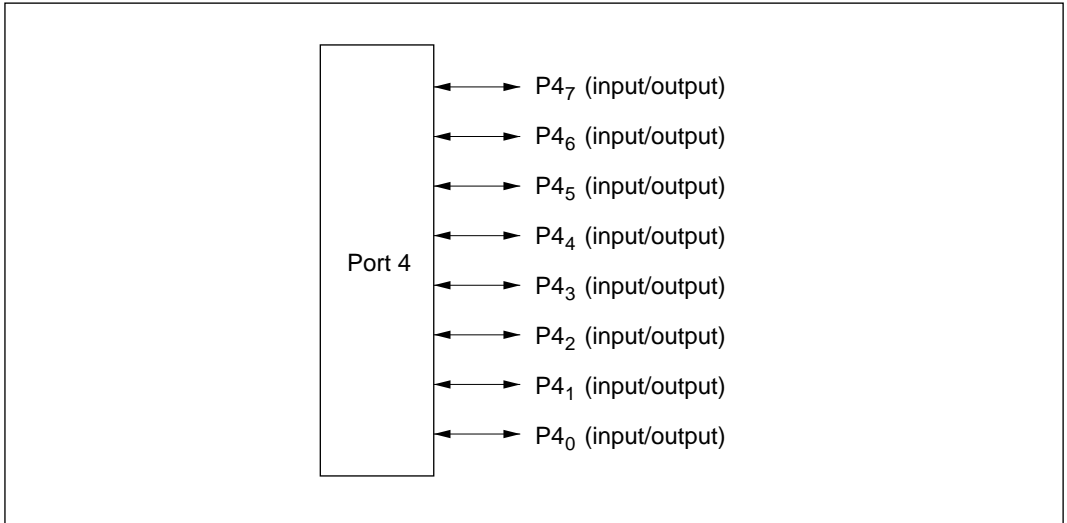 P4₇ (input/output)
P4₆ (input/output)
P4₅ (input/output)
P4₄ (input/output)
Port 4
P4₃ (input/output)
P4₂ (input/output)
P4₁ (input/output)
P4₀ (input/output)